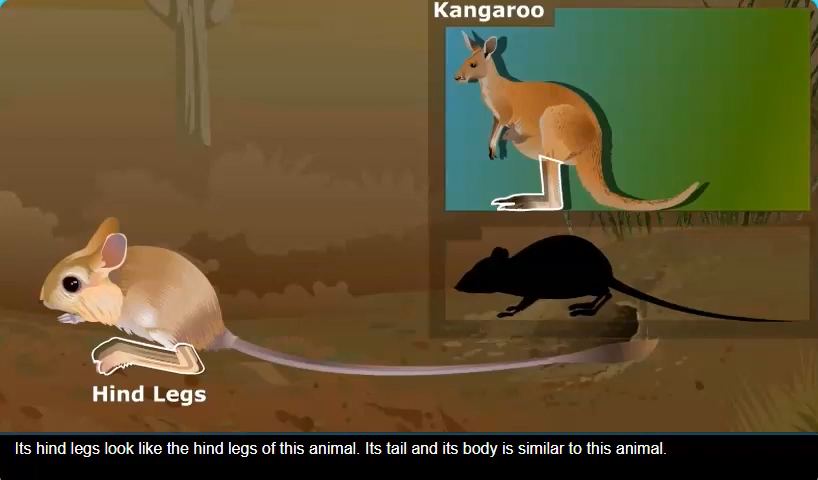 Kangaroo
Hind Legs
Its hind legs look like the hind legs of this animal. Its tail and its body is similar to this animal.